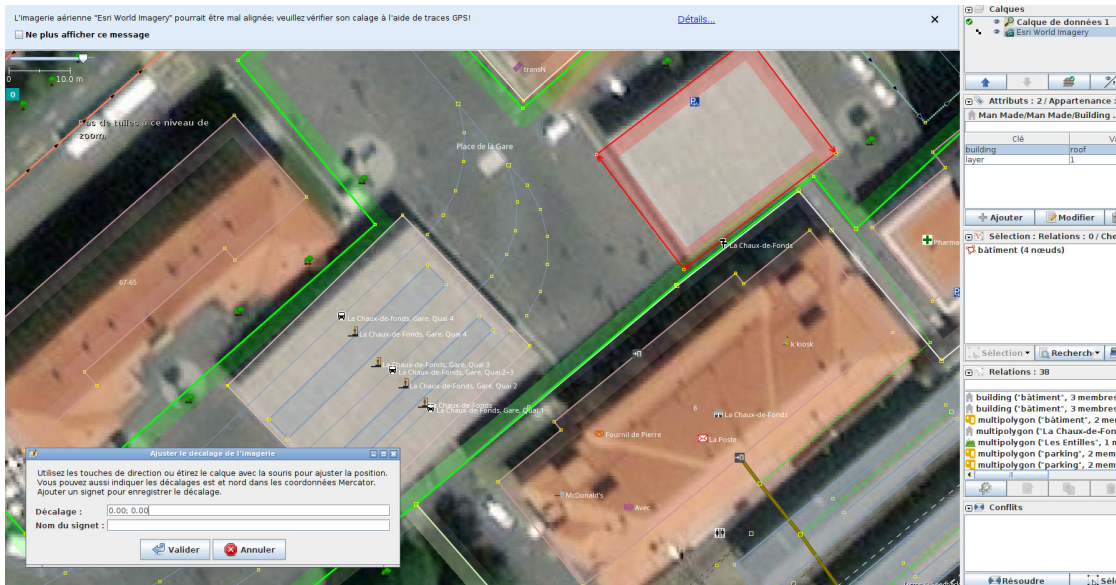 L'imagerie aérienne "Esri World Imagery" pourrait être mal alignée; veuillez vérifier son calage à l'aide de traces GPS!
Détails...
Ne plus afficher ce message
0
10.0 m
0
Pas de tuiles à ce niveau de
zoom.
transN
Place de la Gare
La Chaux-de-Fonds
Pharma
67-65
La Chaux-de-fonds, Gare, Quai 4
La Chaux-de-Fonds, Gare, Quai 4
k kiosk
La Chaux-de-Fonds, Gare, Quai 3
La Chaux-de-fonds, Gare, Quai 2+3
La Chaux-de-Fonds, Gare, Quai 2
La Chaux-de-Fonds
La Chaux-de-Fonds, Gare, Quai 1
6
La Chaux-de-Fonds
Fournil de Pierre
La Poste
McDonald's
Avec
Ajuster le décalage de l'imagerie
Utilisez les touches de direction ou étirez le calque avec la souris pour ajuster la position.
Vous pouvez aussi indiquer les décalages est et nord dans les coordonnées Mercator.
Ajouter un signet pour enregistrer le décalage.
Décalage :
0.00; 0.00
Nom du signet :
Valider
Annuler
Calques
Calque de données 1
Esri World Imagery
Attributs : 2 / Appartenance :
Man Made/Man Made/Building ..
Clé
Va
building
roof
layer
1
Ajouter
Modifier
Sélection : Relations : 0 / Che
bâtiment (4 nœuds)
Sélection
Recherch
Relations : 38
building ("bâtiment", 3 membres
building ("bâtiment", 3 membres
multipolygon ("bâtiment", 2 mem
multipolygon ("La Chaux-de-Fon
multipolygon ("Les Entilles", 1 m
multipolygon ("parking", 2 mem
multipolygon ("parking", 2 mem
Conflits
Résoudre
Sél